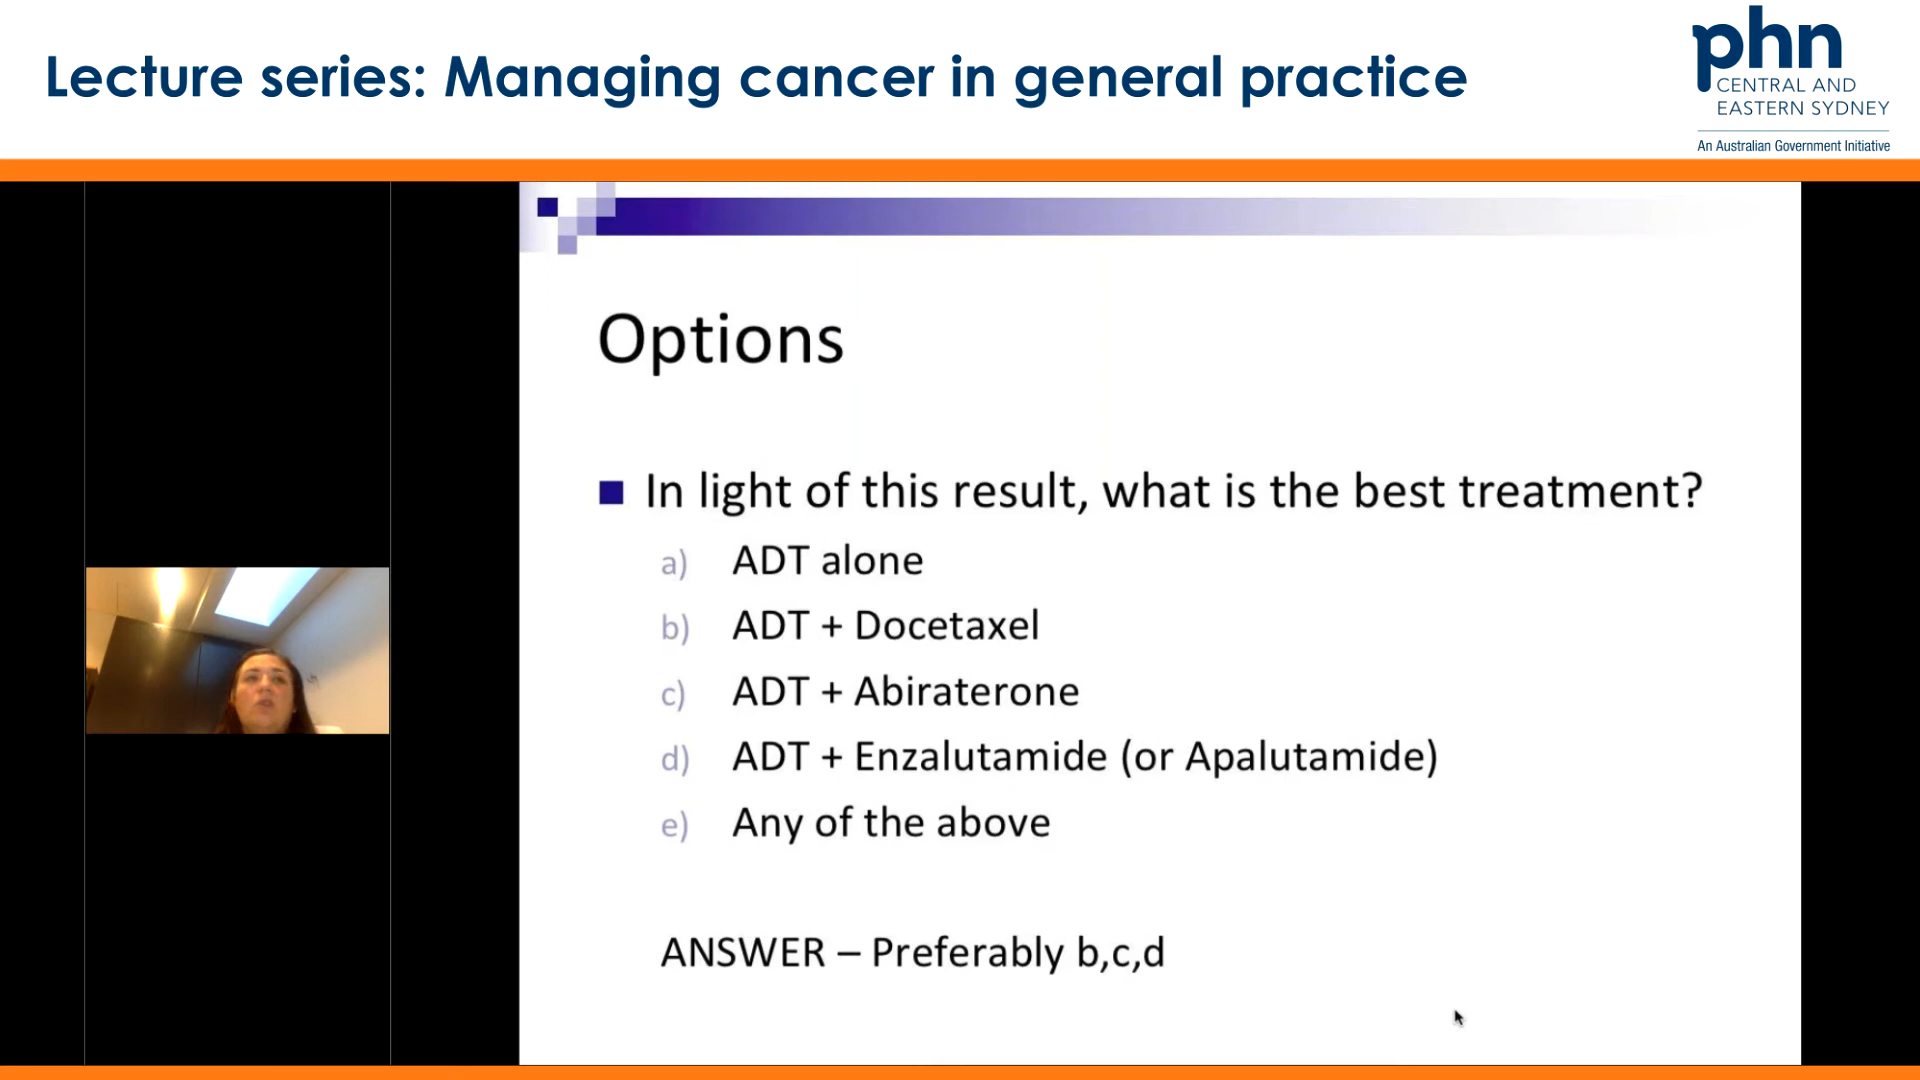 Lecture series: Managing cancer in general practice
phn
CENTRAL AND
EASTERN SYDNEY
An Australian Government Initiative
Options
In light of this result, what is the best treatment?
a) ADT alone
b) ADT + Docetaxel
c) ADT + Abiraterone
d) ADT + Enzalutamide (or Apalutamide)
e) Any of the above
ANSWER – Preferably b,c,d